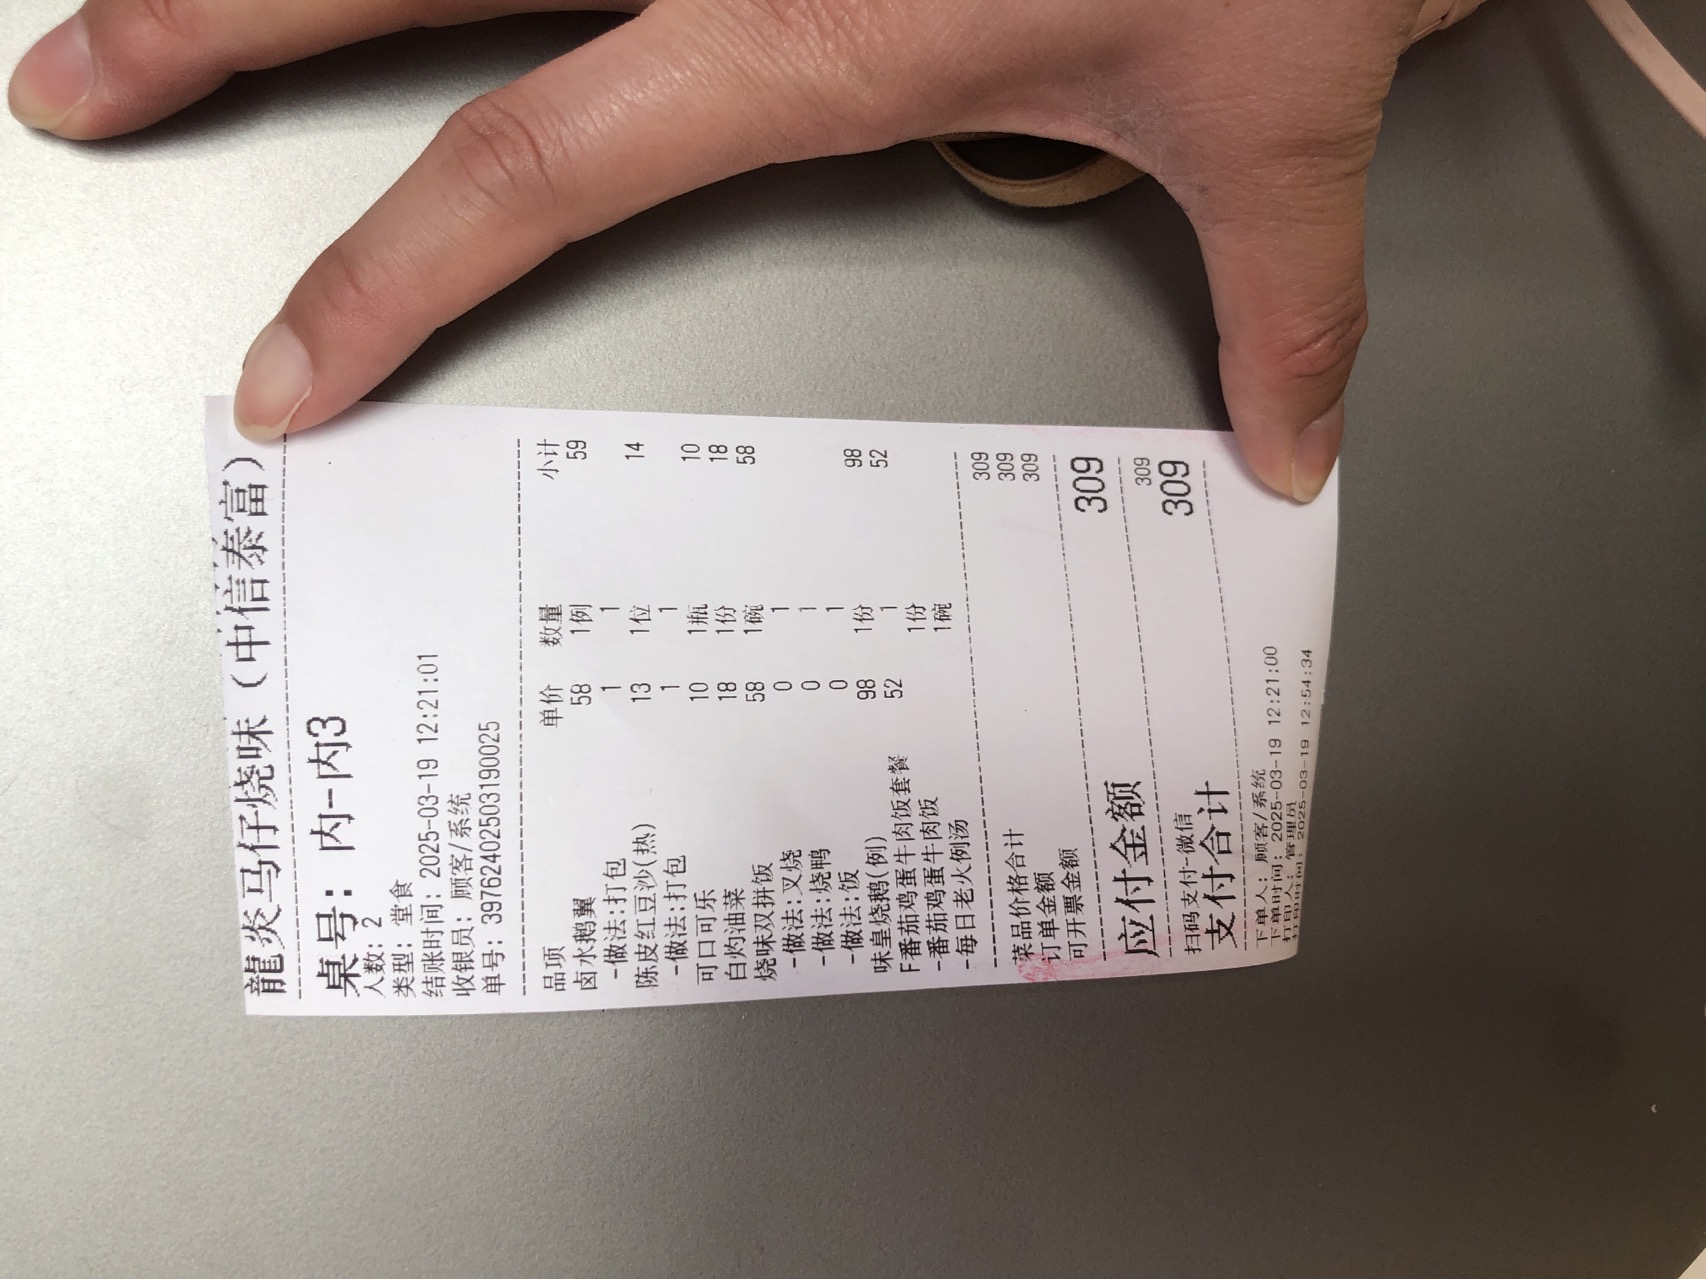 龍炎马仔烧味（中信泰富）
桌号：内-内3
人数：2
类型：堂食
结账时间：2025-03-19 12:21:01
收银员：顾客/系统
单号：39762402503190025
品项 单价 数量 小计
卤水鹅翼 58 1例 59
-做法:打包 1 1
陈皮红豆沙(热) 13 1位 14
-做法:打包 1 1
可口可乐 10 1瓶 10
白灼油菜 18 1份 18
烧味双拼饭 58 1碗 58
-做法:叉烧 0 1
-做法:烧鸭 0 1
-做法:饭 0 1
味皇烧鹅(例) 98 1份 98
F番茄鸡蛋牛肉饭套餐 52 1 52
-番茄鸡蛋牛肉饭 1份
-每日老火例汤 1碗
菜品价格合计 309
订单金额 309
可开票金额 309
应付金额 309
扫码支付-微信 309
支付合计 309
下单人：顾客/系统
下单时间：2025-03-19 12:21:00
打印人：管理员
打印时间：2025-03-19 12:54:34